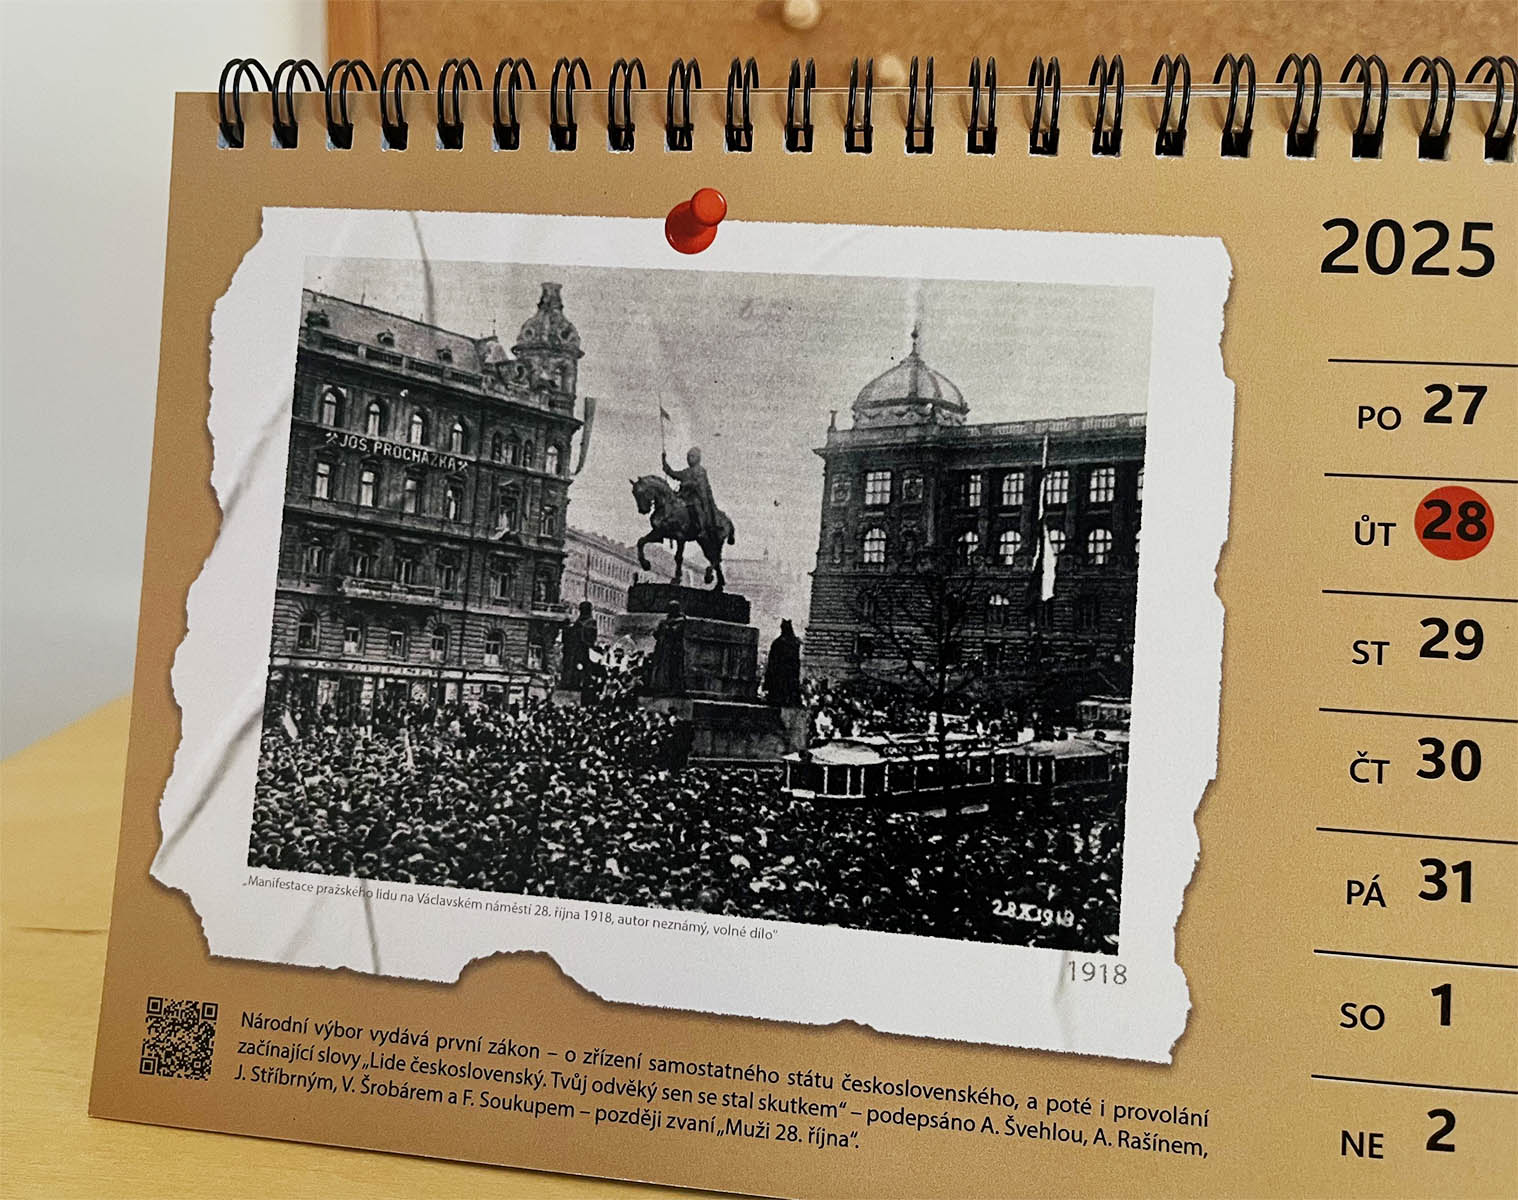 2025
JOS. PROCHÁZKA
28.X.1918.
„Manifestace pražského lidu na Václavském náměstí 28. října 1918, autor neznámý, volné dílo“
1918
Národní výbor vydává první zákon – o zřízení samostatného státu československého, a poté i provolání
začínající slovy „Lide československý. Tvůj odvěký sen se stal skutkem“ – podepsáno A. Švehlou, A. Rašínem,
J. Stříbrným, V. Šrobárem a F. Soukupem – později zvaní „Muži 28. října“.
PO 27
ÚT 28
ST 29
ČT 30
PÁ 31
SO 1
NE 2